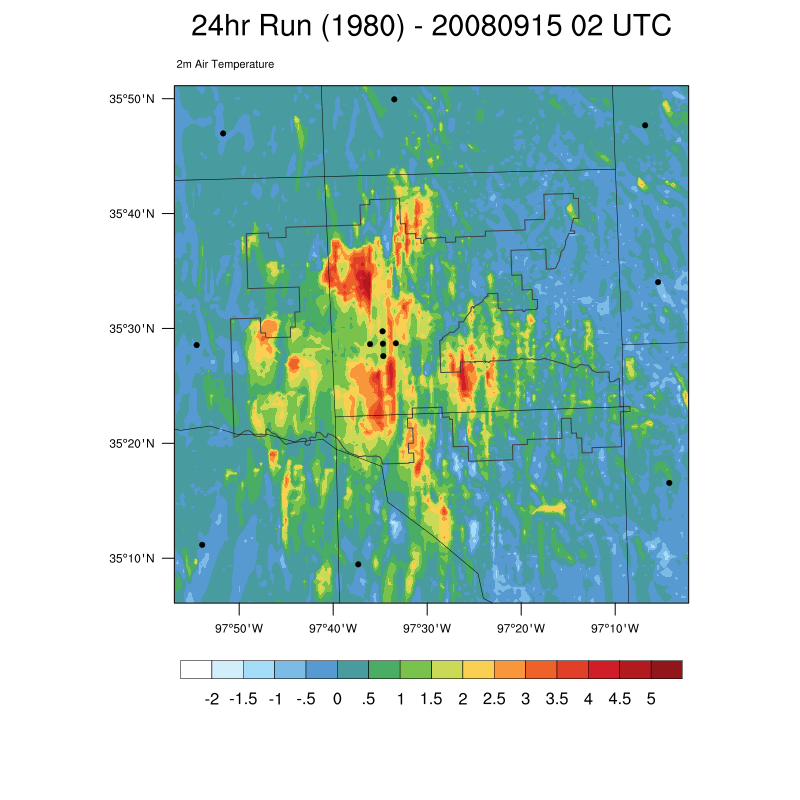 24hr Run (1980) - 20080915 02 UTC
2m Air Temperature
35°50'N
35°40'N
35°30'N
35°20'N
35°10'N
97°50'W 97°40'W 97°30'W 97°20'W 97°10'W
-2 -1.5 -1 -.5 0 .5 1 1.5 2 2.5 3 3.5 4 4.5 5